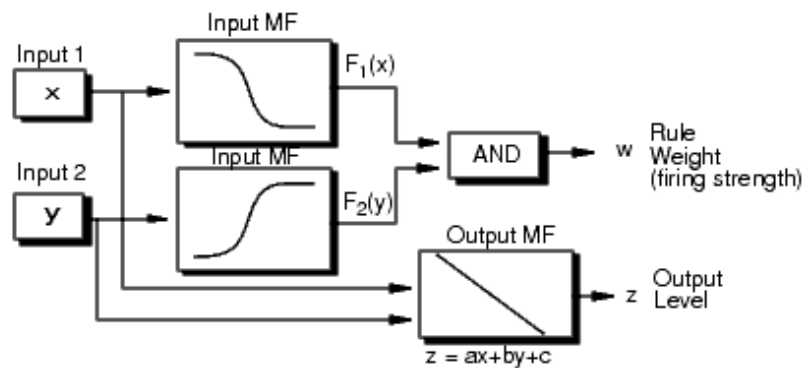 Input MF
Input 1
x
F₁(x)
Input MF
AND
w
Rule
Weight
(firing strength)
Input 2
y
F₂(y)
Output MF
z
Output
Level
z = ax+by+c